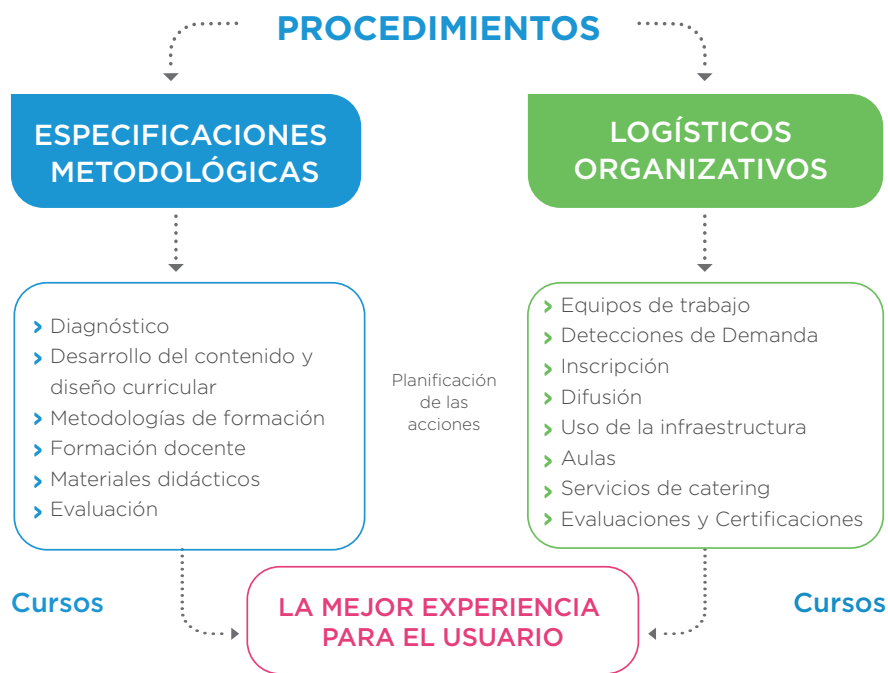 PROCEDIMIENTOS
ESPECIFICACIONES
METODOLÓGICAS
LOGÍSTICOS
ORGANIZATIVOS
Diagnóstico
Desarrollo del contenido y
diseño curricular
Metodologías de formación
Formación docente
Materiales didácticos
Evaluación
Planificación
de las
acciones
Equipos de trabajo
Detecciones de Demanda
Inscripción
Difusión
Uso de la infraestructura
Aulas
Servicios de catering
Evaluaciones y Certificaciones
Cursos
LA MEJOR EXPERIENCIA
PARA EL USUARIO
Cursos